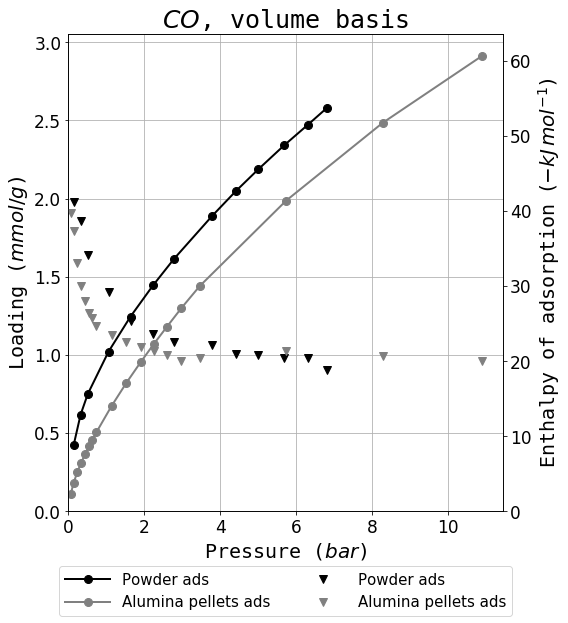 CO, volume basis
3.0
2.5
2.0
1.5
1.0
0.5
0.0
Loading (mmol/g)
60
50
40
30
20
10
0
Enthalpy of adsorption (−kJ mol⁻¹)
0 2 4 6 8 10
Pressure (bar)
Powder ads Powder ads
Alumina pellets ads Alumina pellets ads